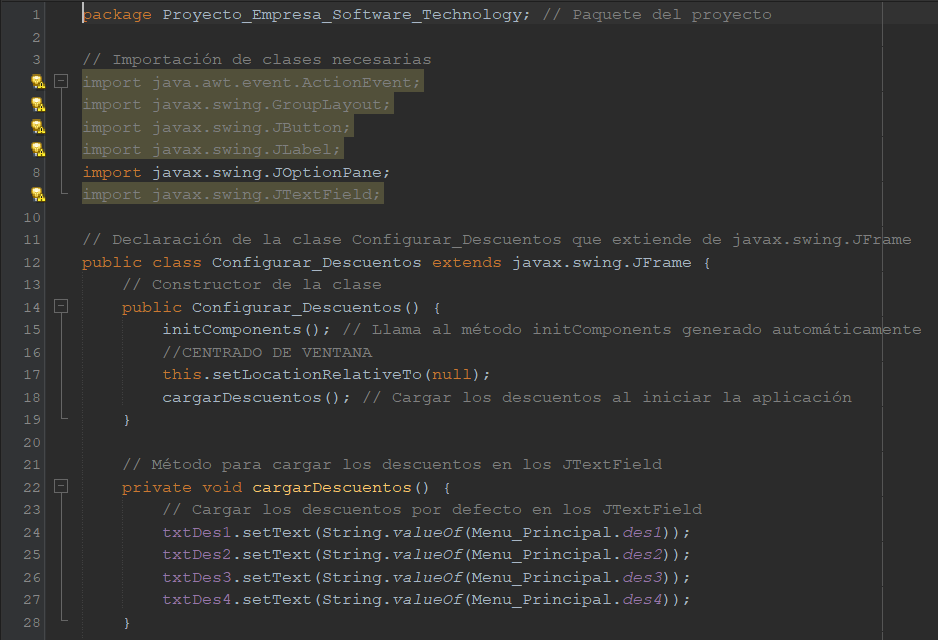 1 package Proyecto_Empresa_Software_Technology; // Paquete del proyecto
2
3 // Importación de clases necesarias
import java.awt.event.ActionEvent;
import javax.swing.GroupLayout;
import javax.swing.JButton;
import javax.swing.JLabel;
8 import javax.swing.JOptionPane;
import javax.swing.JTextField;
10
11 // Declaración de la clase Configurar_Descuentos que extiende de javax.swing.JFrame
12 public class Configurar_Descuentos extends javax.swing.JFrame {
13 // Constructor de la clase
14 public Configurar_Descuentos() {
15 initComponents(); // Llama al método initComponents generado automáticamente
16 //CENTRADO DE VENTANA
17 this.setLocationRelativeTo(null);
18 cargarDescuentos(); // Cargar los descuentos al iniciar la aplicación
19 }
20
21 // Método para cargar los descuentos en los JTextField
22 private void cargarDescuentos() {
23 // Cargar los descuentos por defecto en los JTextField
24 txtDes1.setText(String.valueOf(Menu_Principal.des1));
25 txtDes2.setText(String.valueOf(Menu_Principal.des2));
26 txtDes3.setText(String.valueOf(Menu_Principal.des3));
27 txtDes4.setText(String.valueOf(Menu_Principal.des4));
28 }